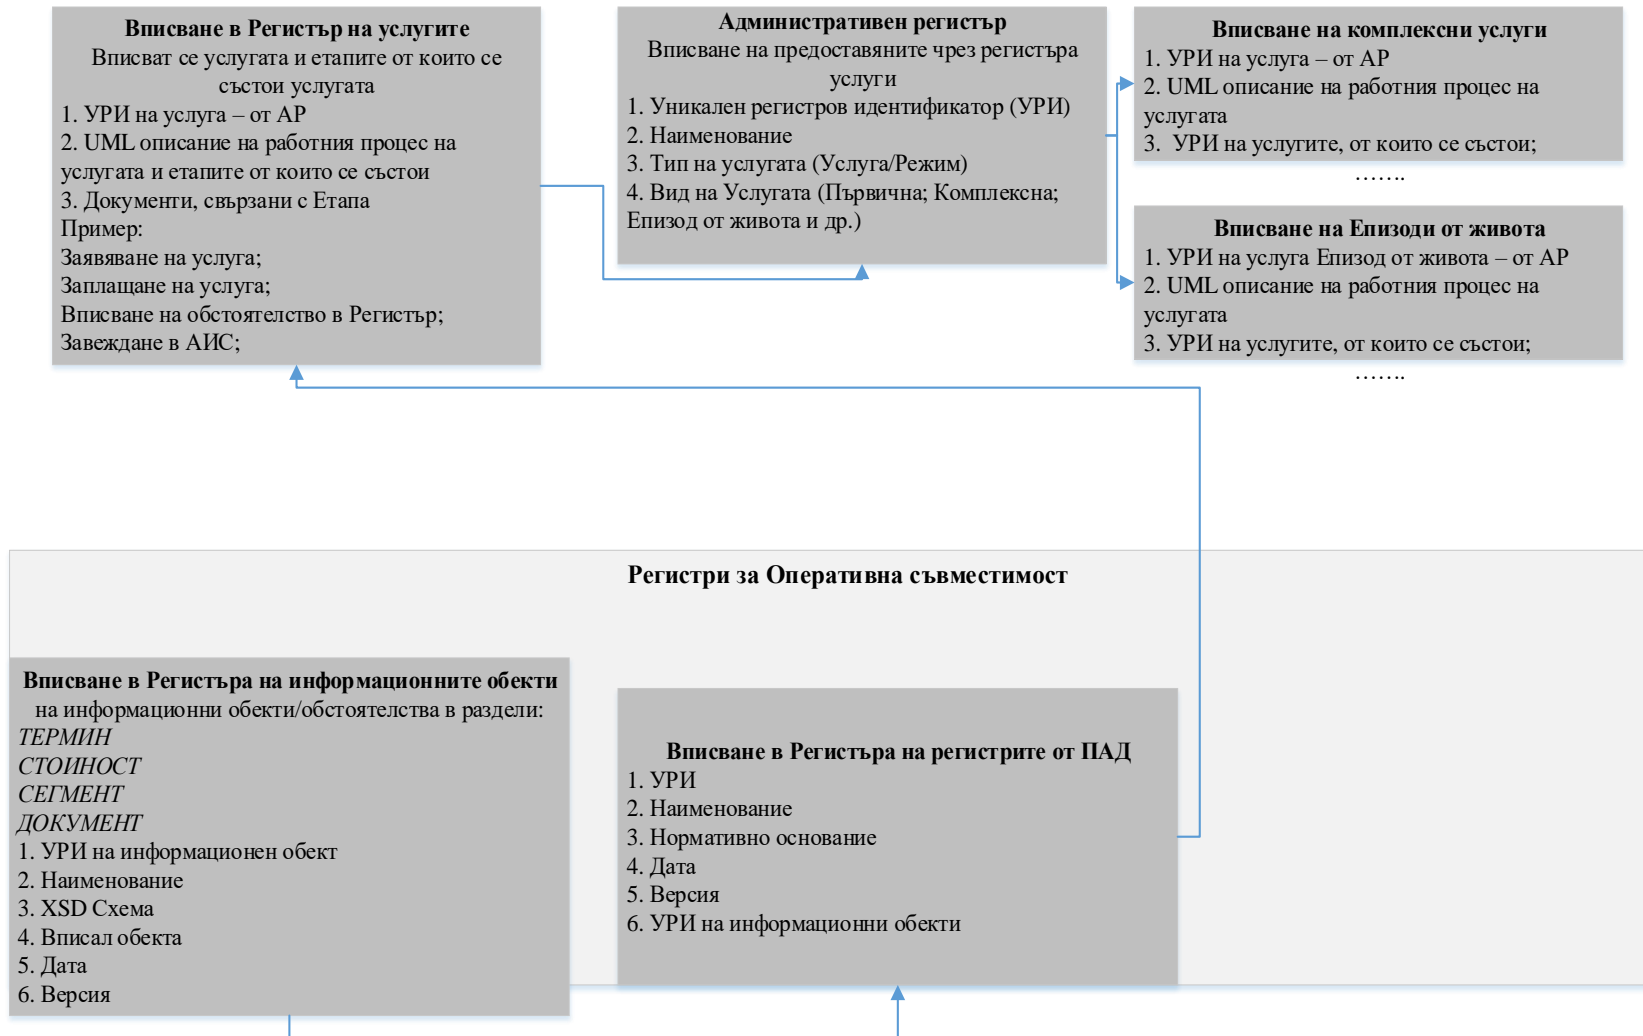 Вписване в Регистър на услугите
Вписват се услугата и етапите от които се
състои услугата
1. УРИ на услуга – от АР
2. UML описание на работния процес на
услугата и етапите от които се състои
3. Документи, свързани с Етапа
Пример:
Заявяване на услуга;
Заплащане на услуга;
Вписване на обстоятелство в Регистър;
Завеждане в АИС;
Административен регистър
Вписване на предоставяните чрез регистъра
услуги
1. Уникален регистров идентификатор (УРИ)
2. Наименование
3. Тип на услугата (Услуга/Режим)
4. Вид на Услугата (Първична; Комплексна;
Епизод от живота и др.)
Вписване на комплексни услуги
1. УРИ на услуга – от АР
2. UML описание на работния процес на
услугата
3.  УРИ на услугите, от които се състои;
…….
Вписване на Епизоди от живота
1. УРИ на услуга Епизод от живота – от АР
2. UML описание на работния процес на
услугата
3. УРИ на услугите, от които се състои;
…….
Регистри за Оперативна съвместимост
Вписване в Регистъра на информационните обекти
на информационни обекти/обстоятелства в раздели:
ТЕРМИН
СТОИНОСТ
СЕГМЕНТ
ДОКУМЕНТ
1. УРИ на информационен обект
2. Наименование
3. XSD Схема
4. Вписал обекта
5. Дата
6. Версия
Вписване в Регистъра на регистрите от ПАД
1. УРИ
2. Наименование
3. Нормативно основание
4. Дата
5. Версия
6. УРИ на информационни обекти